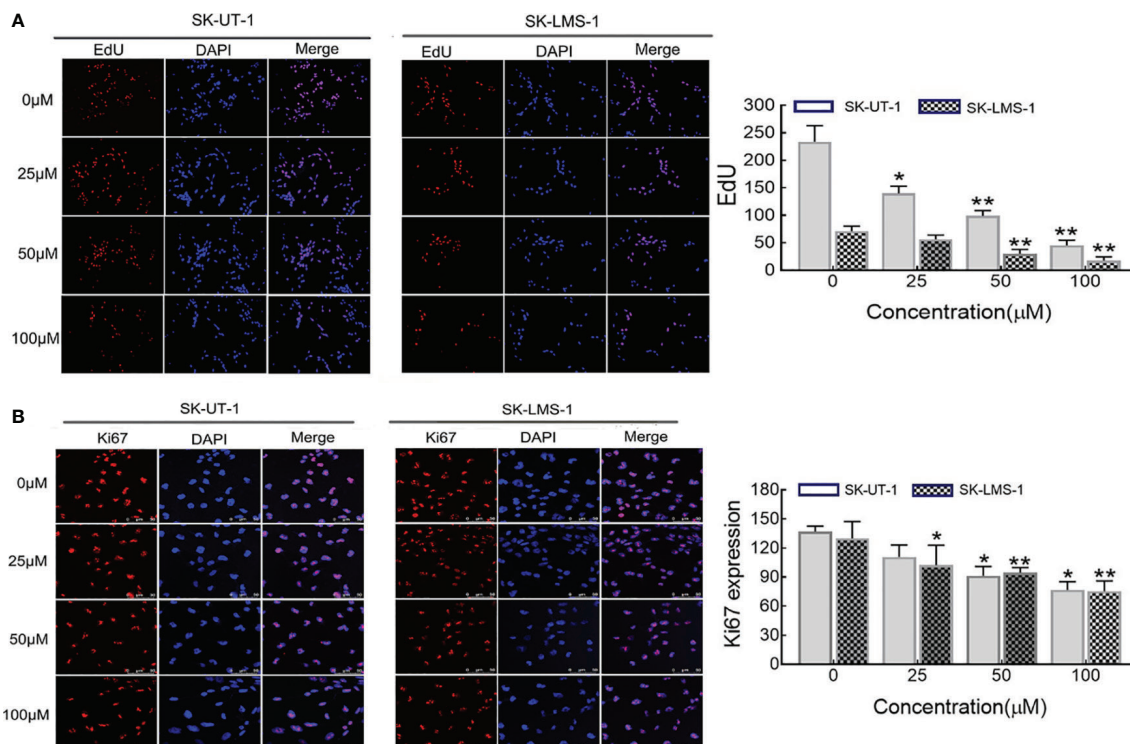 A
SK-UT-1
SK-LMS-1
EdU DAPI Merge
EdU DAPI Merge
0μM
25μM
50μM
100μM
300
250
200
150
100
50
0
EdU
SK-UT-1 SK-LMS-1
*
**
**
**
**
0 25 50 100
Concentration(μM)
B
SK-UT-1
SK-LMS-1
Ki67 DAPI Merge
Ki67 DAPI Merge
0μM
25μM
50μM
100μM
180
150
120
90
60
30
0
Ki67 expression
SK-UT-1 SK-LMS-1
*
*
**
*
**
0 25 50 100
Concentration(μM)